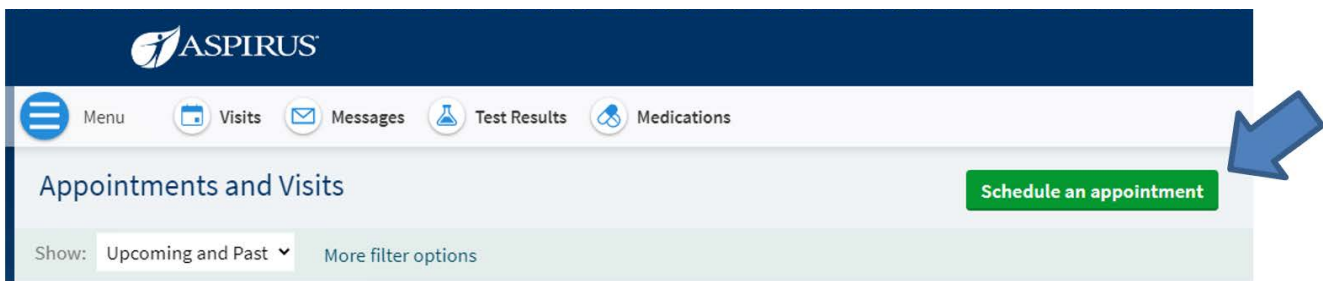 ASPIRUS
Menu Visits Messages Test Results Medications
Appointments and Visits Schedule an appointment
Show: Upcoming and Past More filter options